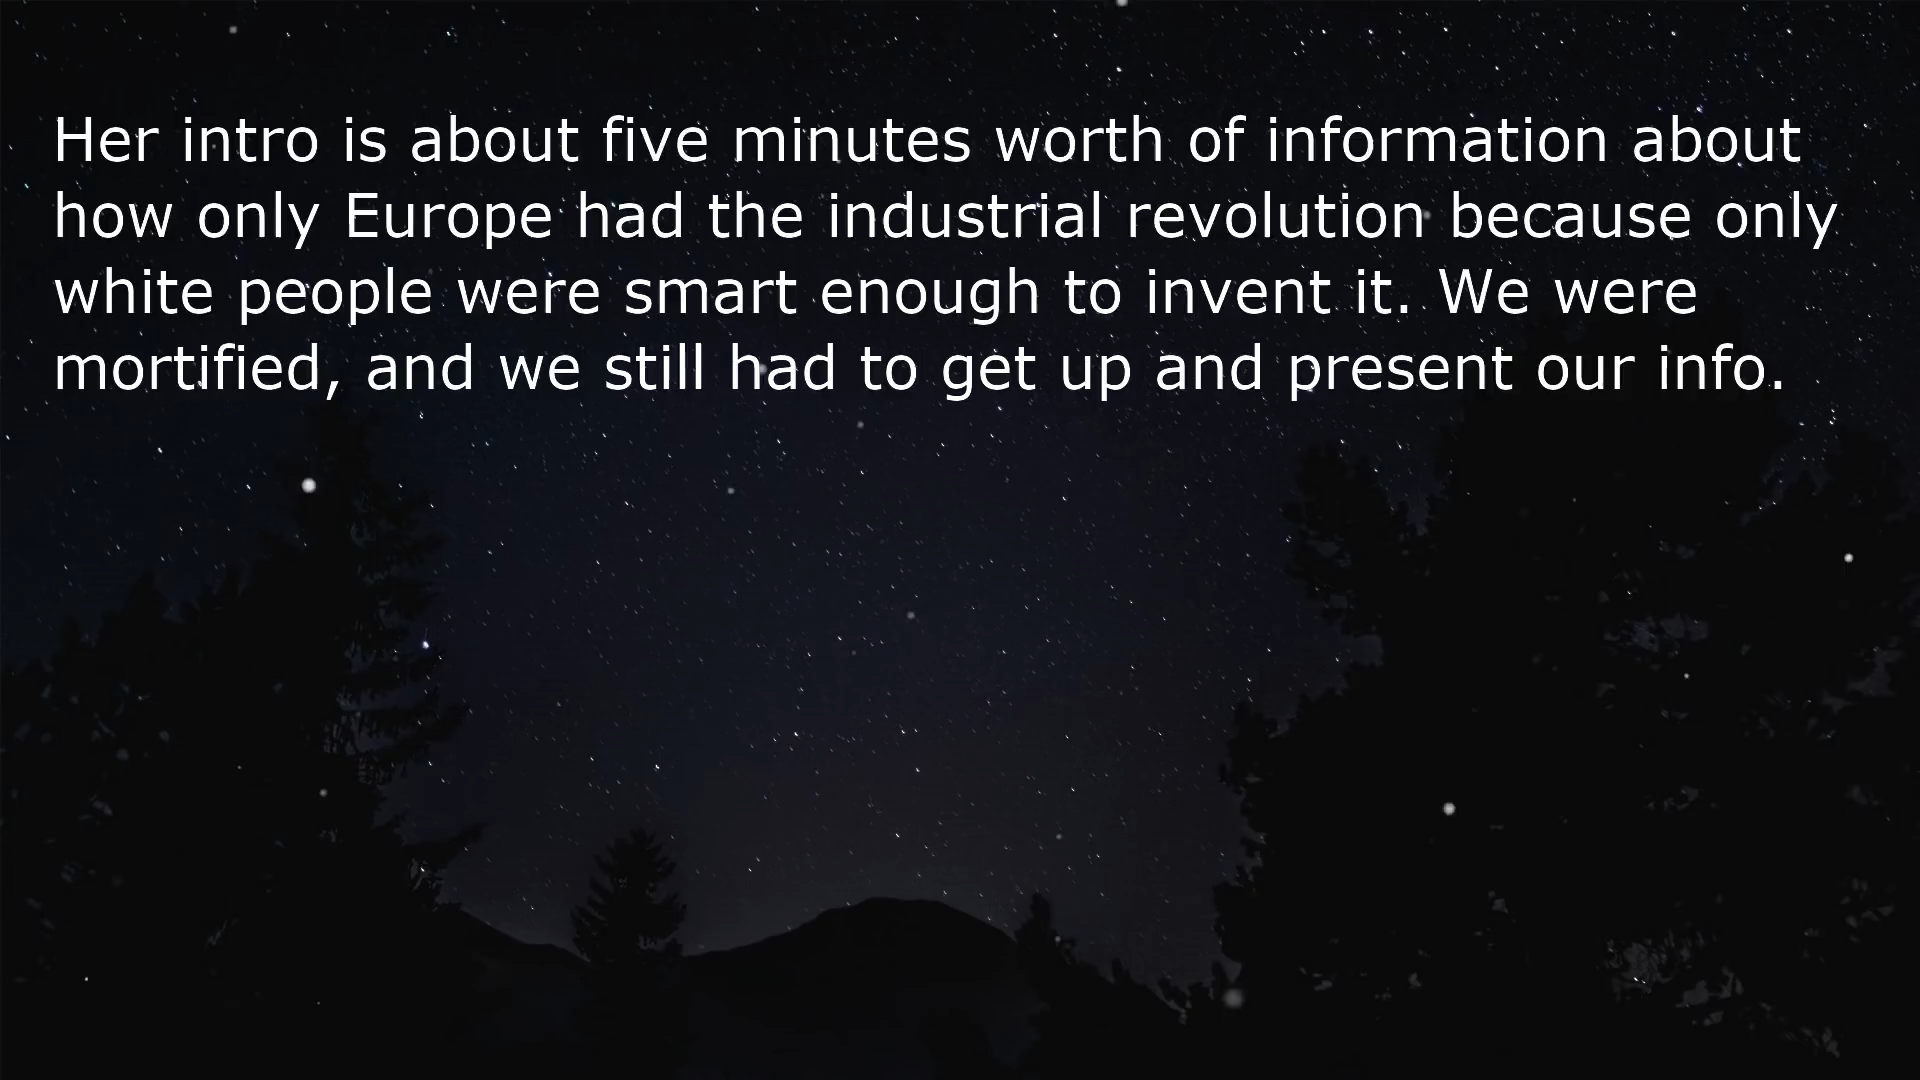 Her intro is about five minutes worth of information about
how only Europe had the industrial revolution because only
white people were smart enough to invent it. We were
mortified, and we still had to get up and present our info.